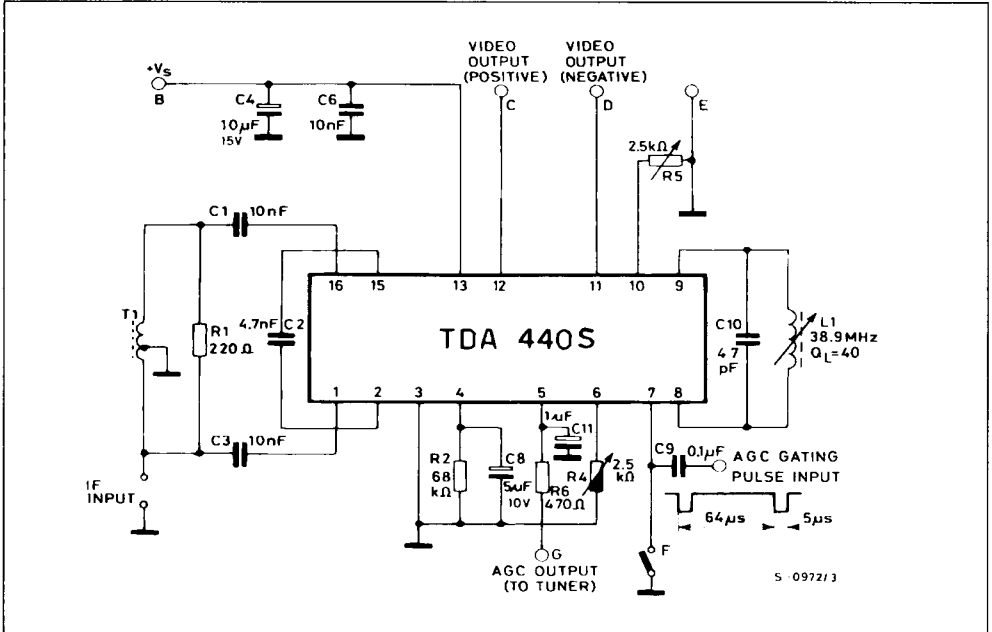 VIDEO
OUTPUT
(POSITIVE)
VIDEO
OUTPUT
(NEGATIVE)
+Vs
B
C
D
E
C4
10µF
15V
C6
10nF
2.5kΩ
R5
C1 10nF
16 15 13 12 11 10 9
T1
R1
220Ω
4.7nF C2
TDA 440S
C10
4.7
pF
L1
38.9MHz
QL=40
1 2 3 4 5 6 7 8
C3 10nF
IF
INPUT
R2
68
kΩ
C8
5µF
10V
1µF
C11
R6
470Ω
R4
2.5
kΩ
C9 0.1µF
AGC GATING
PULSE INPUT
64µs
5µs
F
G
AGC OUTPUT
(TO TUNER)
S-0972/3